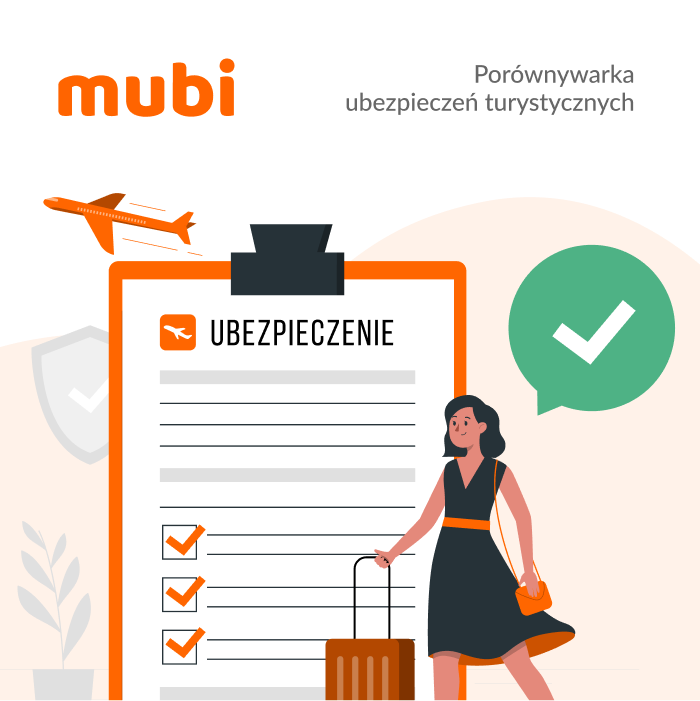 mubi
Porównywarka
ubezpieczeń turystycznych
UBEZPIECZENIE